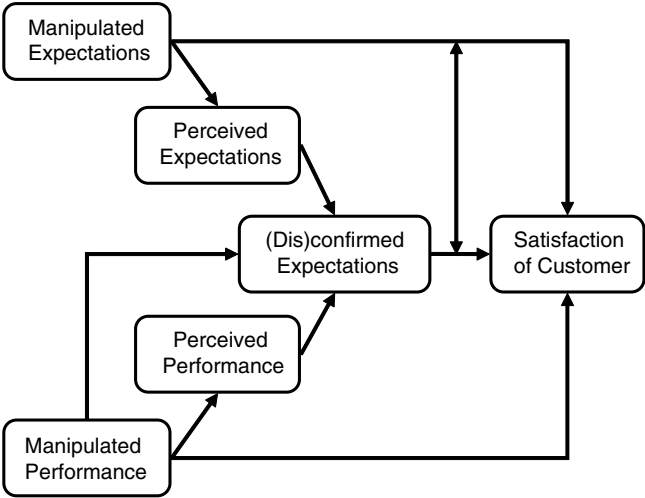 Manipulated
Expectations
Perceived
Expectations
(Dis)confirmed
Expectations
Satisfaction
of Customer
Perceived
Performance
Manipulated
Performance